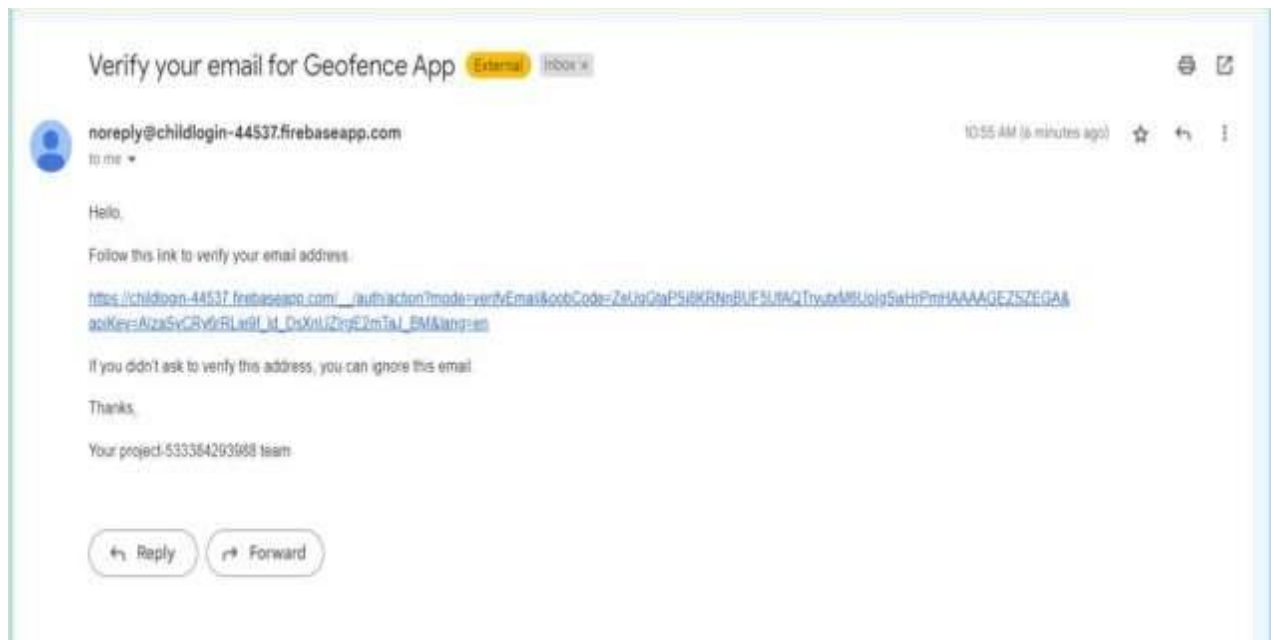 Verify your email for Geofence App External Inbox x
noreply@childlogin-44537.firebaseapp.com 10:55 AM (6 minutes ago)
to me
Hello,
Follow this link to verify your email address.
If you didn't ask to verify this address, you can ignore this email.
Thanks,
Your project-533384293988 team
Reply Forward